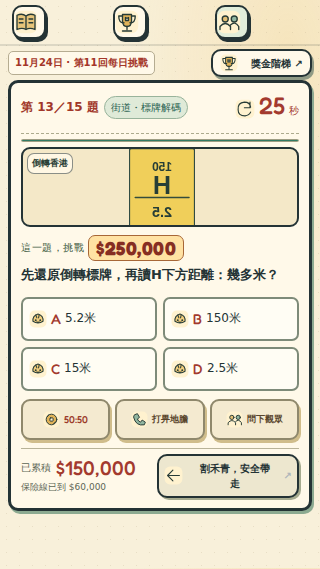 11月24日 · 第11回每日挑戰
獎金階梯 ↗
第 13／15 題
街道・標牌解碼
25 秒
倒轉香港
150
H
2.5
這一題，挑戰 $250,000
先還原倒轉標牌，再讀H下方距離：幾多米？
A 5.2米
B 150米
C 15米
D 2.5米
50:50
打畀地膽
問下觀眾
已累積 $150,000
保險線已到 $60,000
割禾青，安全帶走 ↗